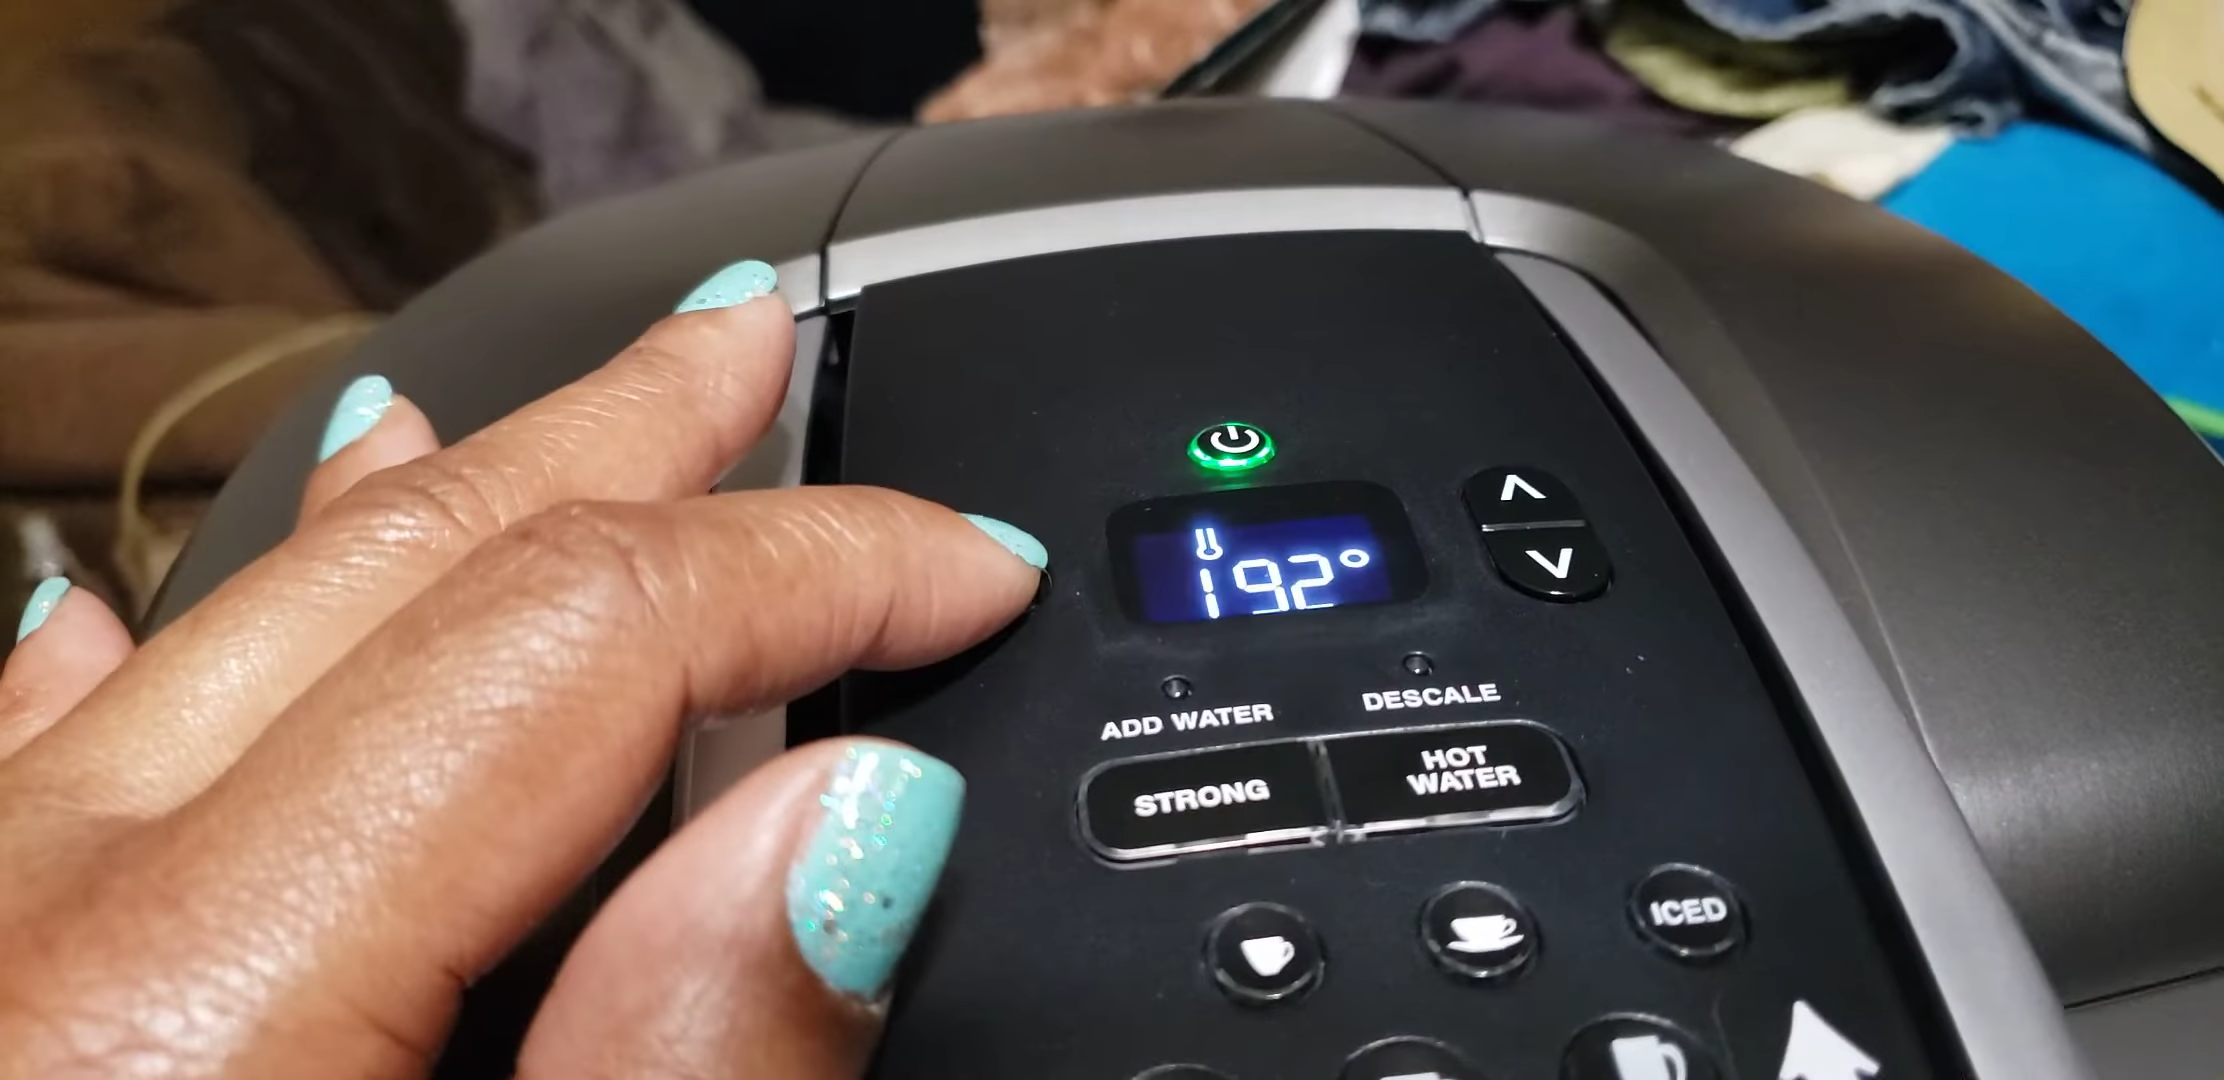 192°
ADD WATER
DESCALE
STRONG
HOT
WATER
ICED